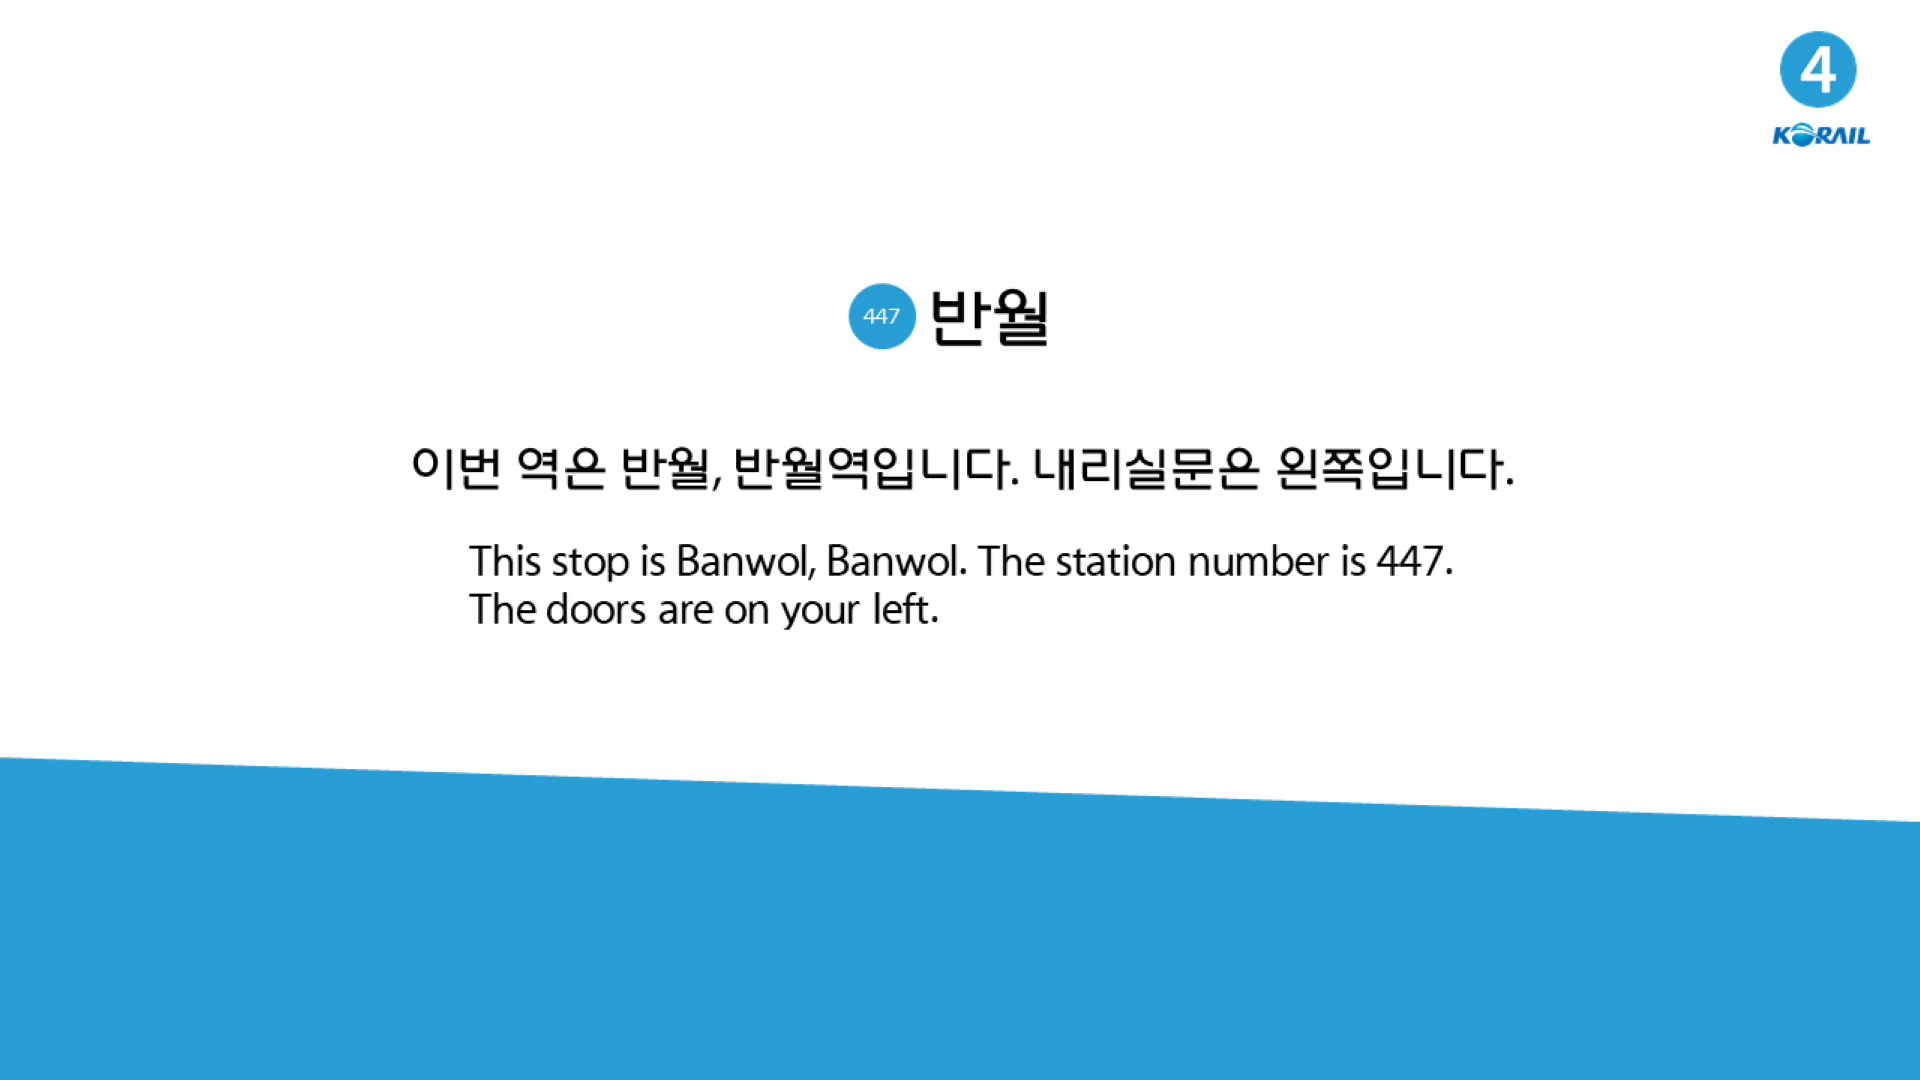 4
KORAIL
447 반월
이번 역은 반월, 반월역입니다. 내리실문은 왼쪽입니다.
This stop is Banwol, Banwol. The station number is 447.
The doors are on your left.